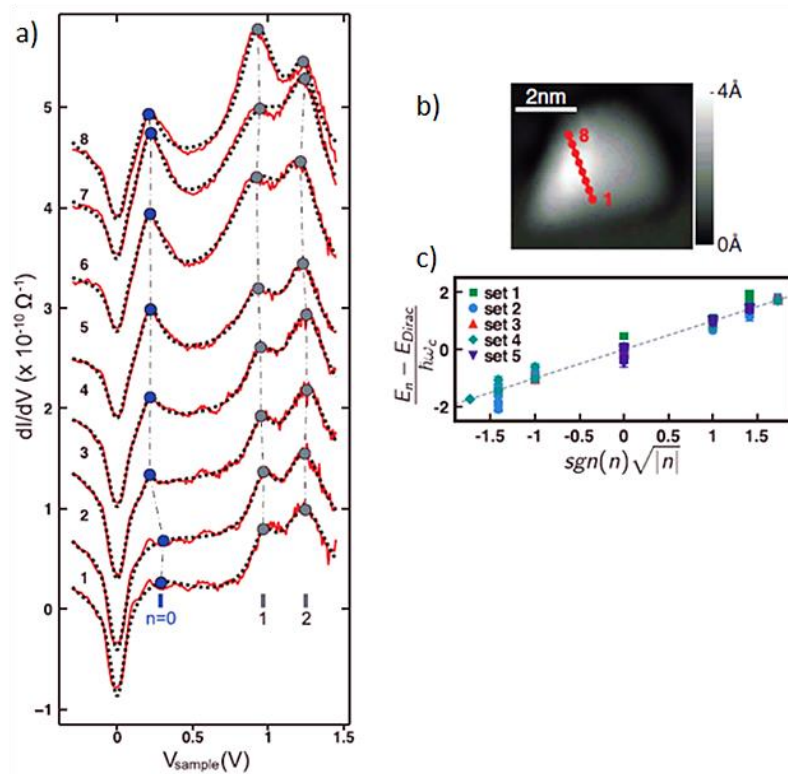 a)
5
4
3
2
1
0
−1
8
7
6
5
4
3
2
1
n=0
1
2
0
0.5
1
1.5
dI/dV (x 10⁻¹⁰ Ω⁻¹)
Vsample(V)
b)
2nm
8
1
4Å
0Å
c)
set 1
set 2
set 3
set 4
set 5
2
0
-2
En − EDirac
ħωc
-1.5
-1
-0.5
0
0.5
1
1.5
sgn(n)√|n|